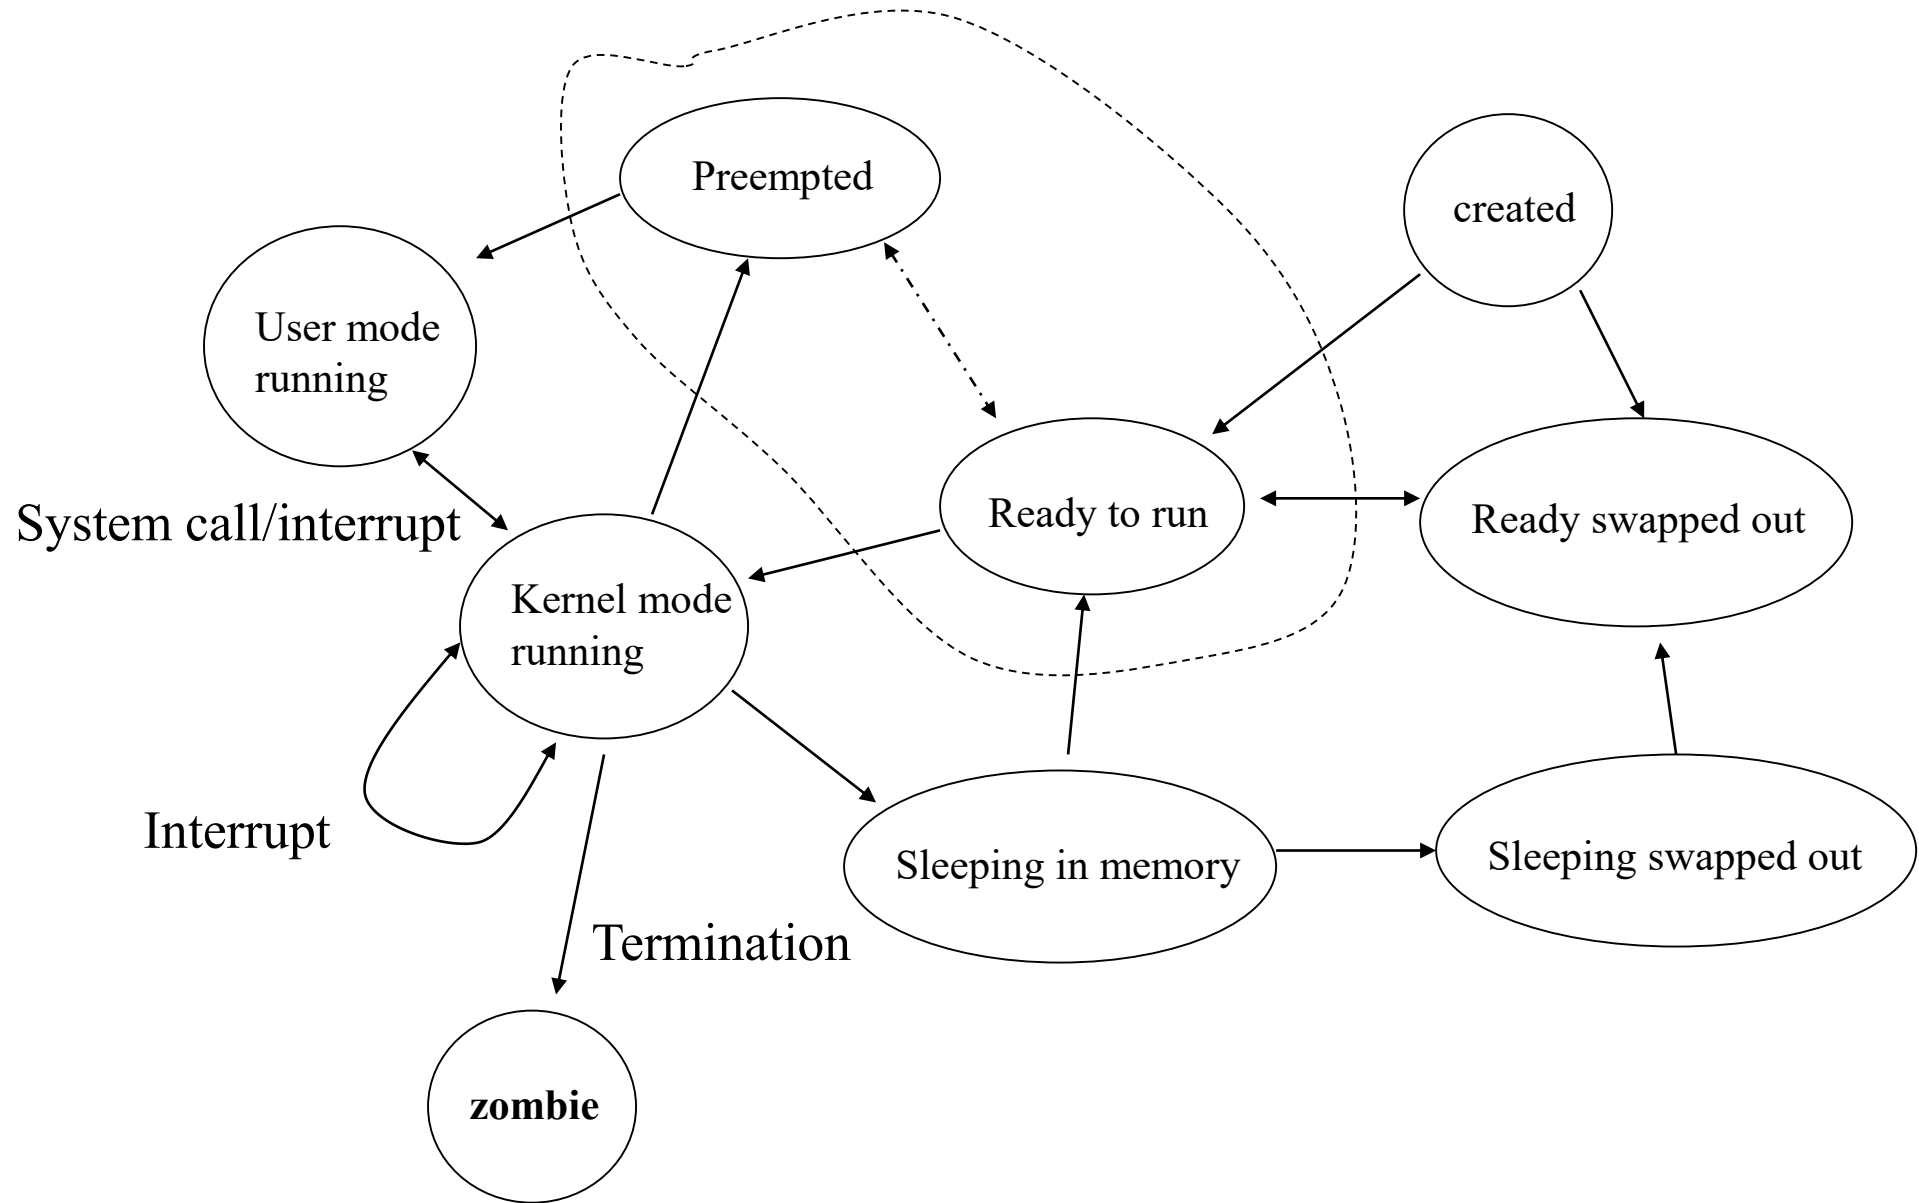 Preempted
created
User mode
running
System call/interrupt
Ready to run
Ready swapped out
Kernel mode
running
Interrupt
Sleeping in memory
Sleeping swapped out
Termination
zombie